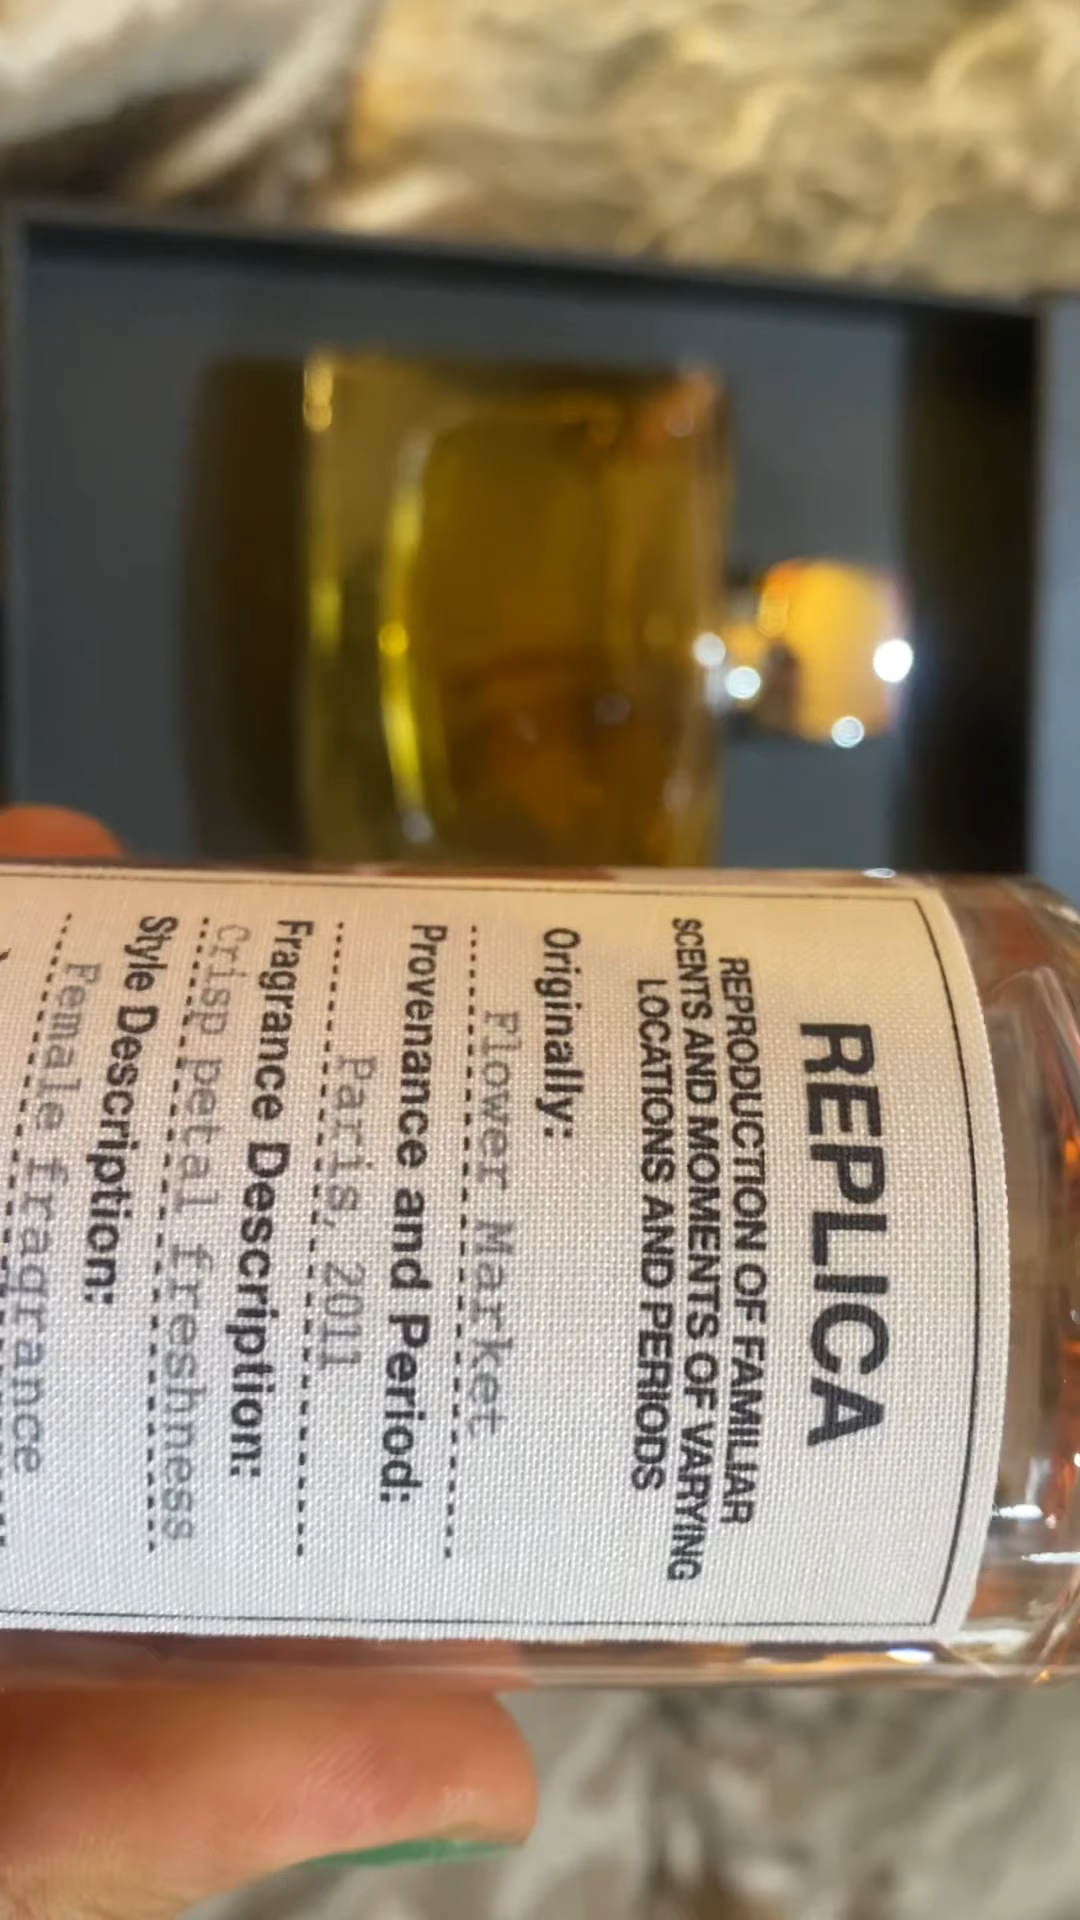 REPLICA
REPRODUCTION OF FAMILIAR
SCENTS AND MOMENTS OF VARYING
LOCATIONS AND PERIODS
Originally:
Flower Market
Provenance and Period:
Paris, 2011
Fragrance Description:
Crisp petal freshness
Style Description:
Female fragrance